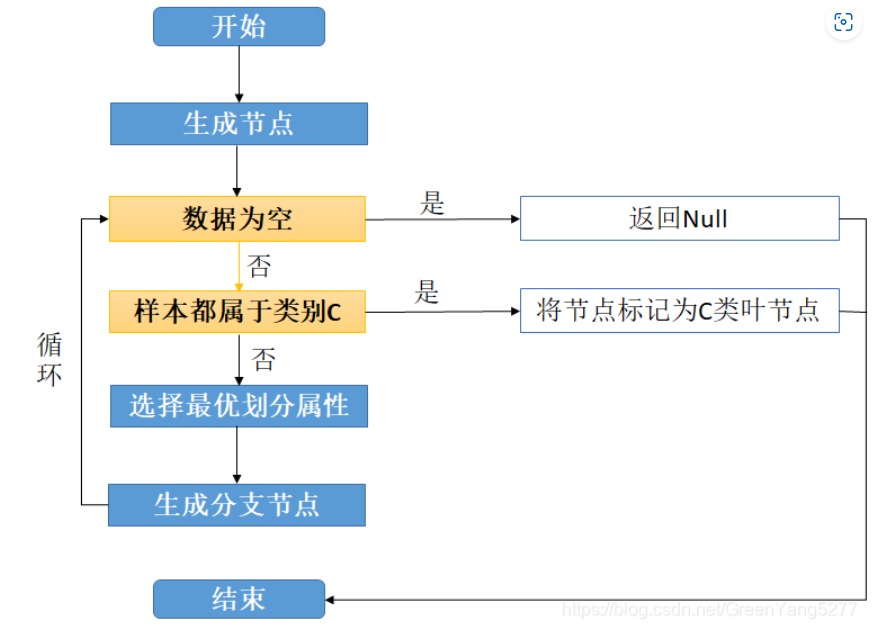 开始
生成节点
数据为空
是
返回Null
否
样本都属于类别C
是
将节点标记为C类叶节点
否
循环
选择最优划分属性
生成分支节点
结束
https://blog.csdn.net/GreenYang5277